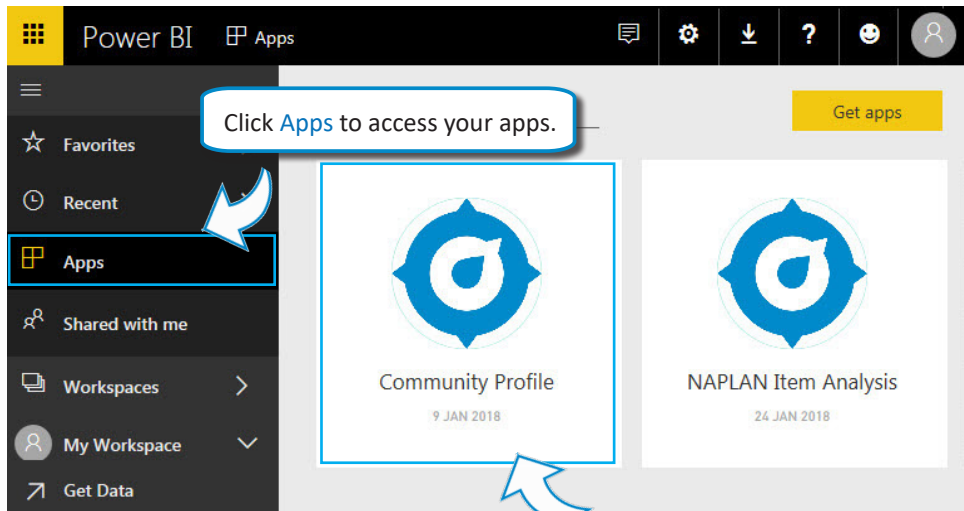 Power BI Apps ?
Click Apps to access your apps.
Get apps
Favorites
Recent
Apps
Shared with me
Workspaces
My Workspace
Get Data
Community Profile
9 JAN 2018
NAPLAN Item Analysis
24 JAN 2018